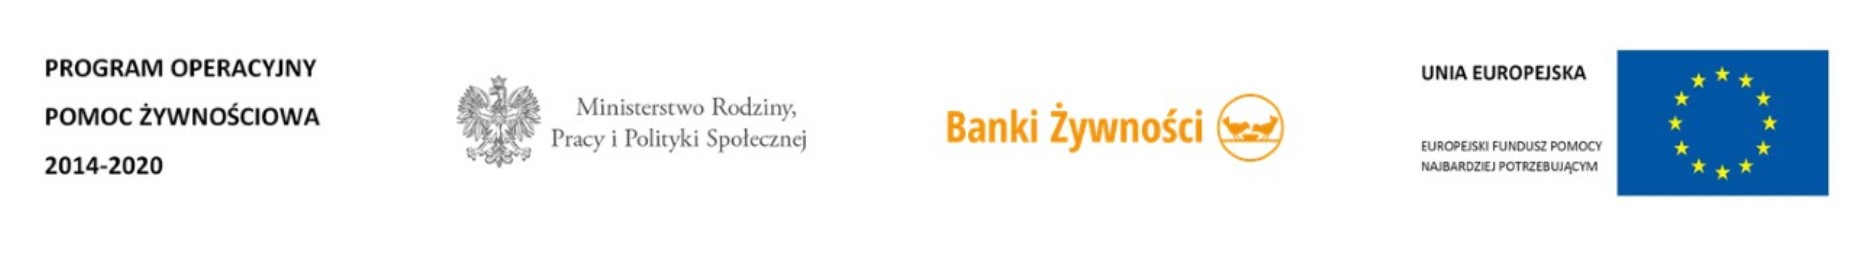 PROGRAM OPERACYJNY
POMOC ŻYWNOŚCIOWA
2014-2020
Ministerstwo Rodziny,
Pracy i Polityki Społecznej
Banki Żywności
UNIA EUROPEJSKA
EUROPEJSKI FUNDUSZ POMOCY
NAJBARDZIEJ POTRZEBUJĄCYM